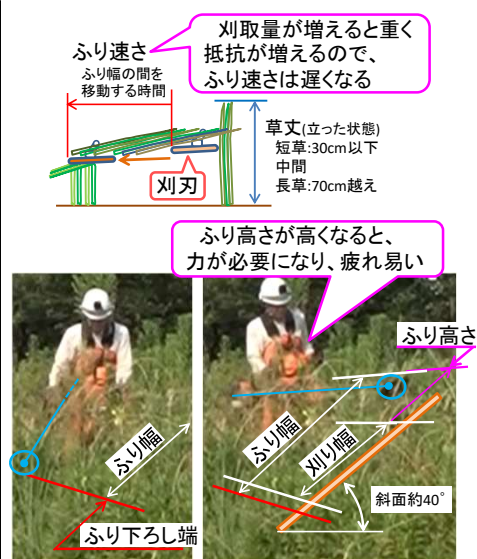 刈取量が増えると重く
抵抗が増えるので、
ふり速さは遅くなる
ふり速さ
ふり幅の間を
移動する時間
草丈(立った状態)
短草:30cm以下
中間
長草:70cm越え
刈刃
ふり高さが高くなると、
力が必要になり、疲れ易い
ふり高さ
ふり幅
ふり下ろし端
ふり幅
刈り幅
斜面約40°